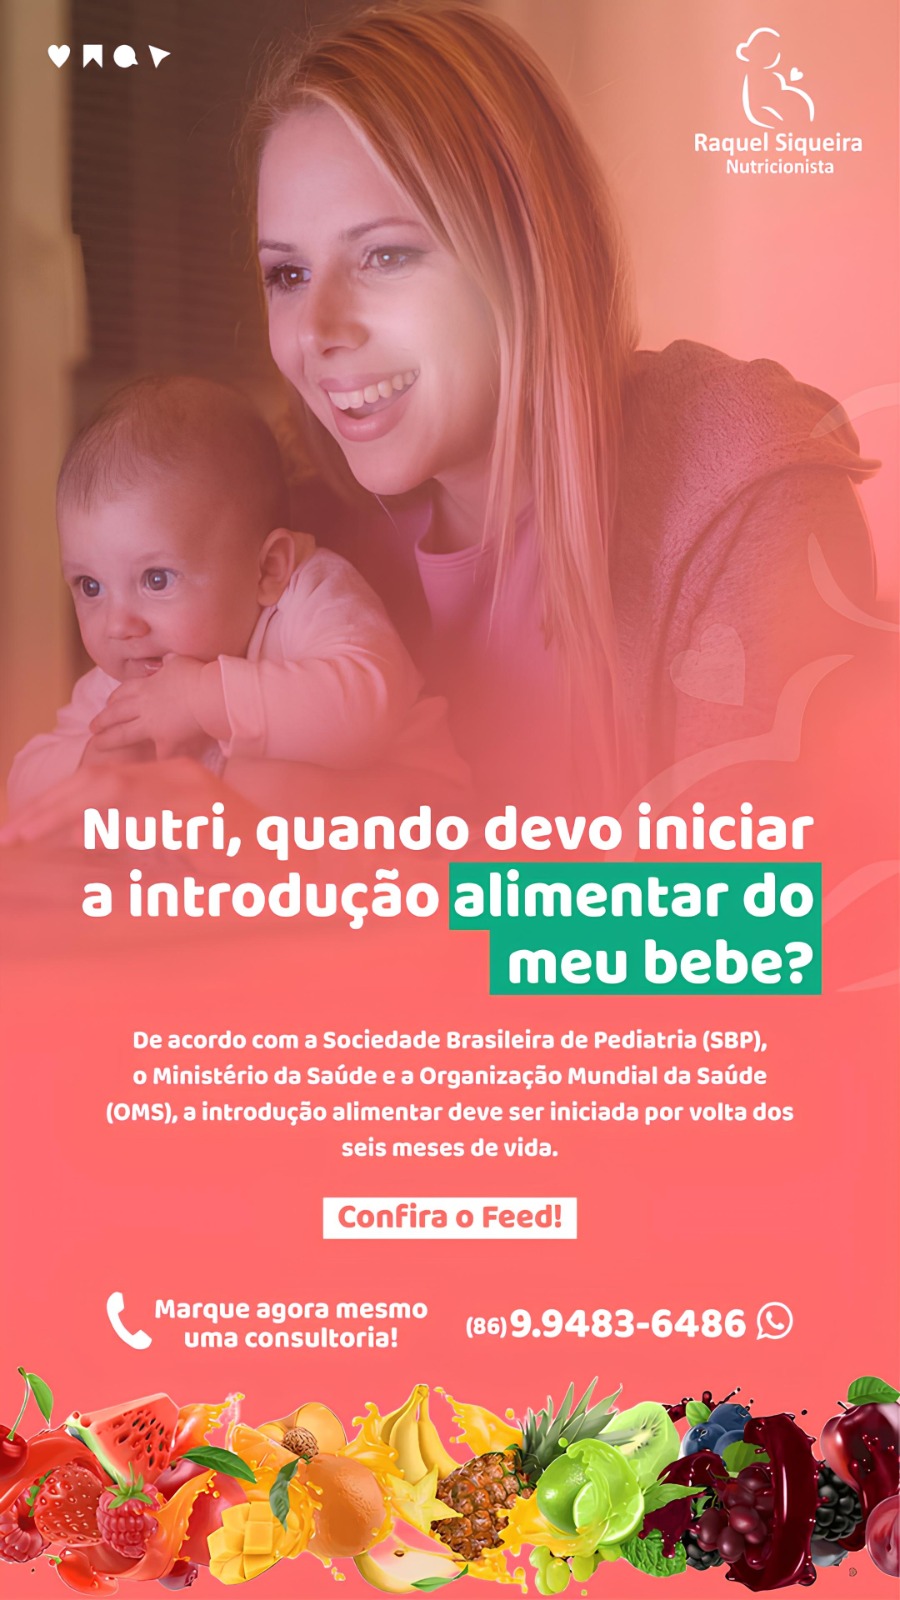 Raquel Siqueira
Nutricionista
Nutri, quando devo iniciar
a introdução alimentar do
meu bebe?
De acordo com a Sociedade Brasileira de Pediatria (SBP),
o Ministério da Saúde e a Organização Mundial da Saúde
(OMS), a introdução alimentar deve ser iniciada por volta dos
seis meses de vida.
Confira o Feed!
Marque agora mesmo
uma consultoria!
(86)9.9483-6486